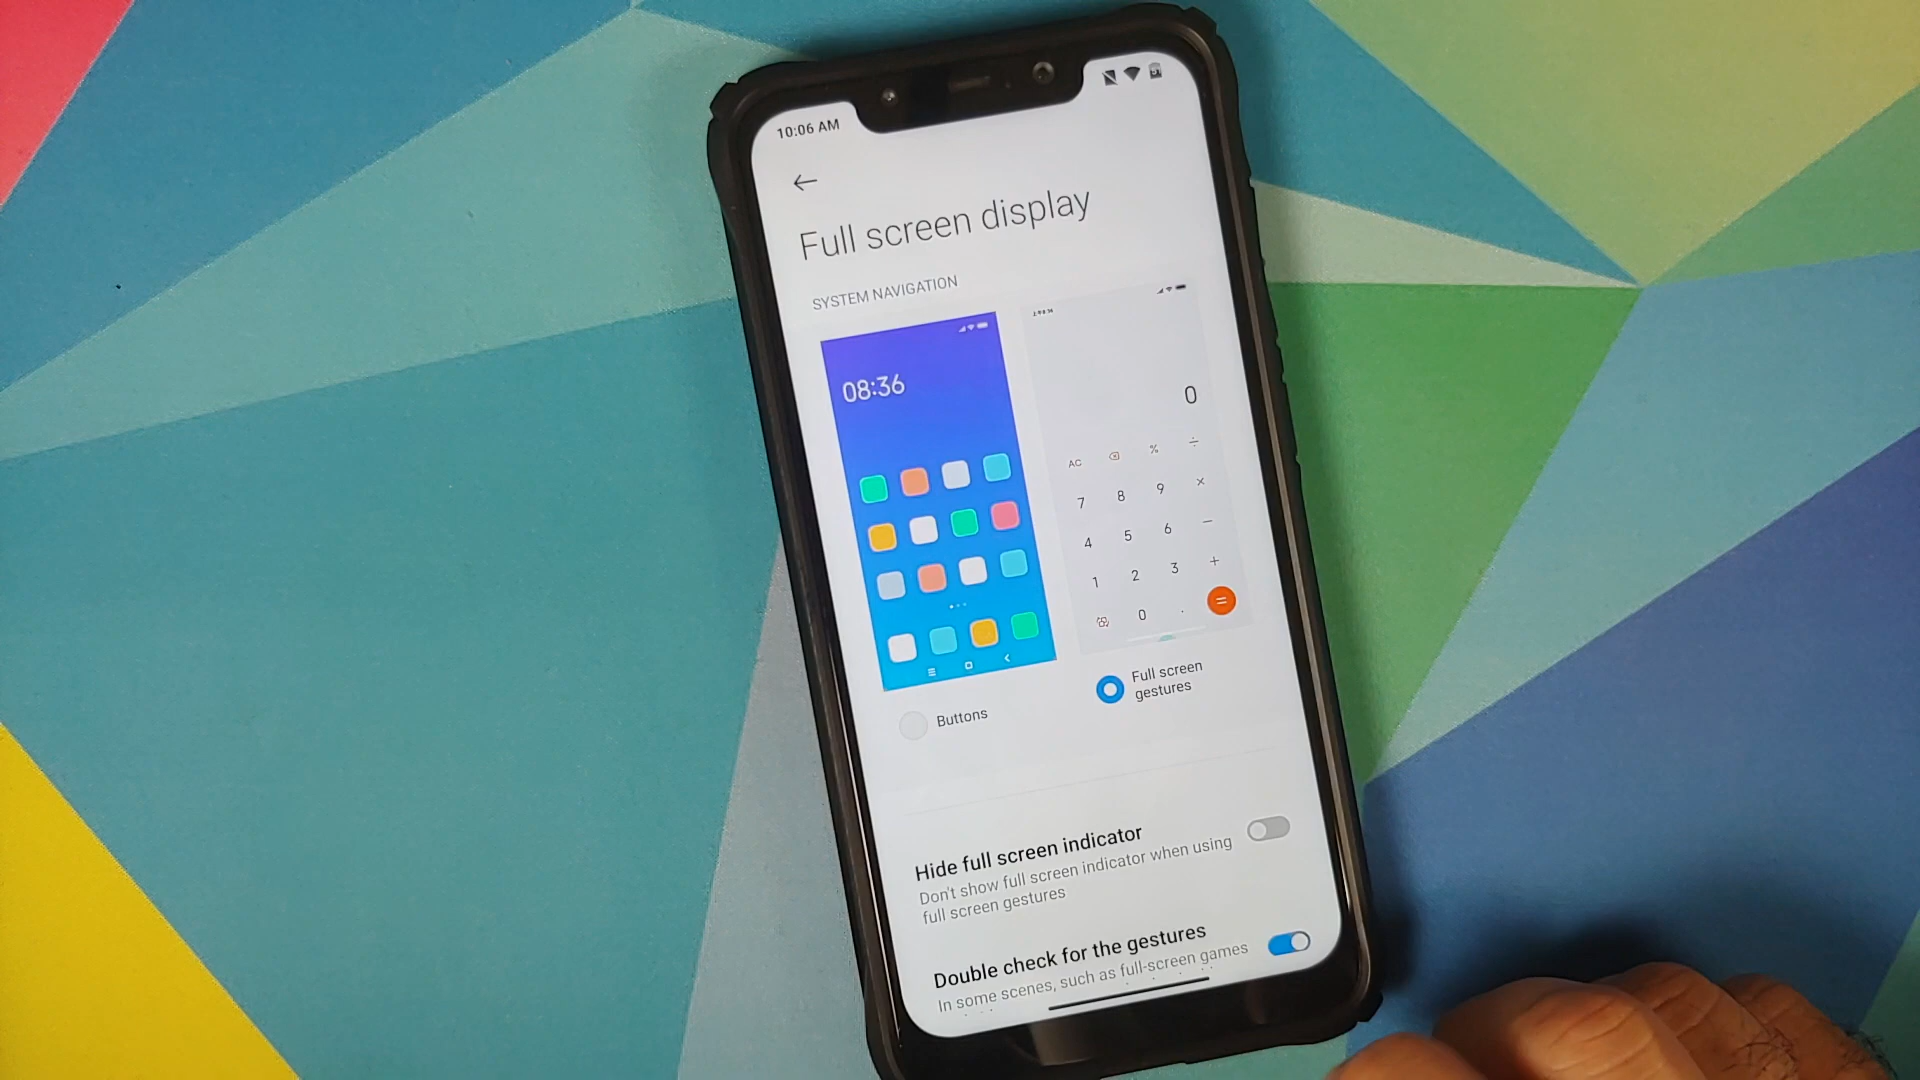 10:06 AM
Full screen display
SYSTEM NAVIGATION
08:36
0
AC % ÷
7 8 9 ×
4 5 6 −
1 2 3 +
0 . =
Buttons
Full screen
gestures
Hide full screen indicator
Don't show full screen indicator when using
full screen gestures
Double check for the gestures
In some scenes, such as full-screen games